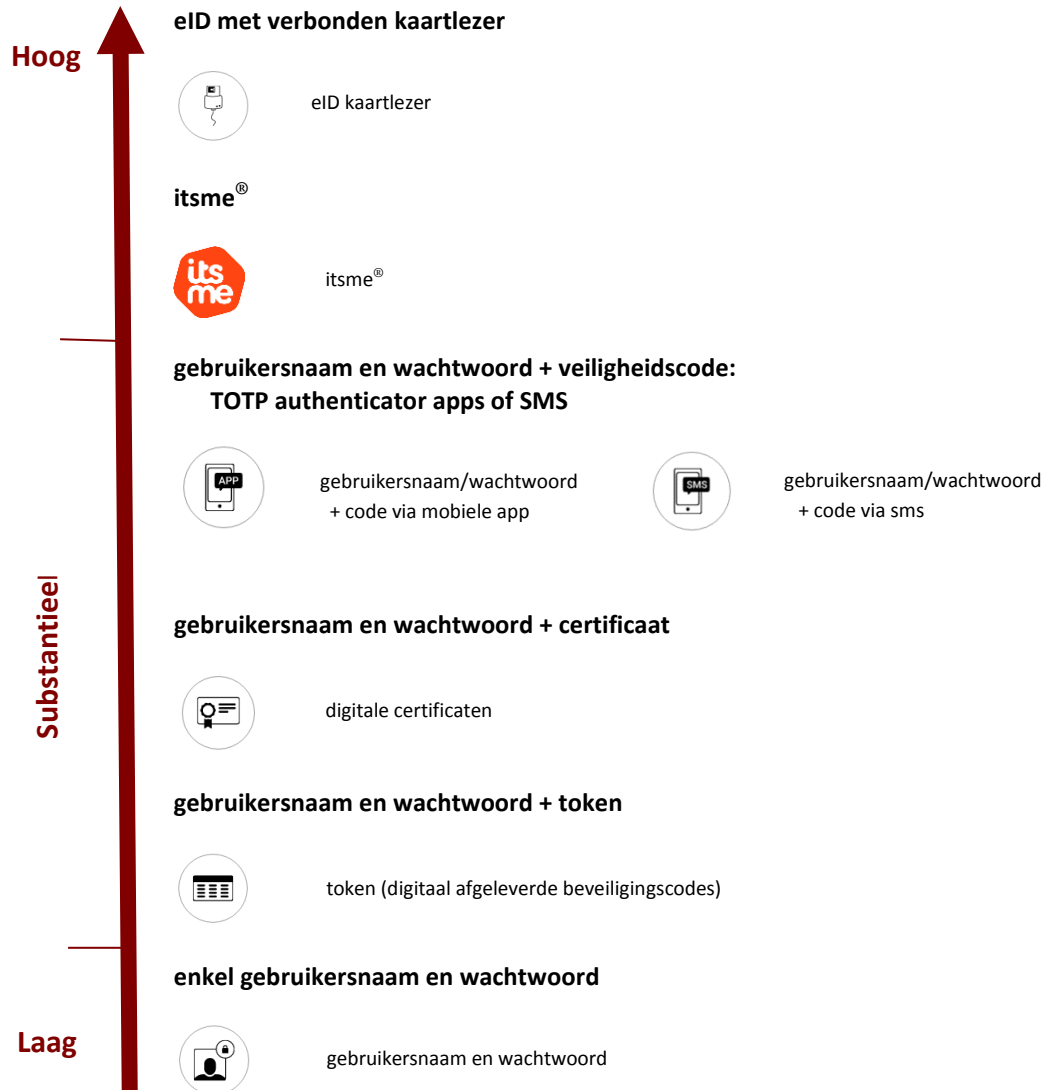 eID met verbonden kaartlezer
Hoog
eID kaartlezer
itsme®
its
me
itsme®
gebruikersnaam en wachtwoord + veiligheidscode:
TOTP authenticator apps of SMS
APP
gebruikersnaam/wachtwoord
+ code via mobiele app
SMS
gebruikersnaam/wachtwoord
+ code via sms
Substantieel
gebruikersnaam en wachtwoord + certificaat
digitale certificaten
gebruikersnaam en wachtwoord + token
token (digitaal afgeleverde beveiligingscodes)
enkel gebruikersnaam en wachtwoord
Laag
gebruikersnaam en wachtwoord